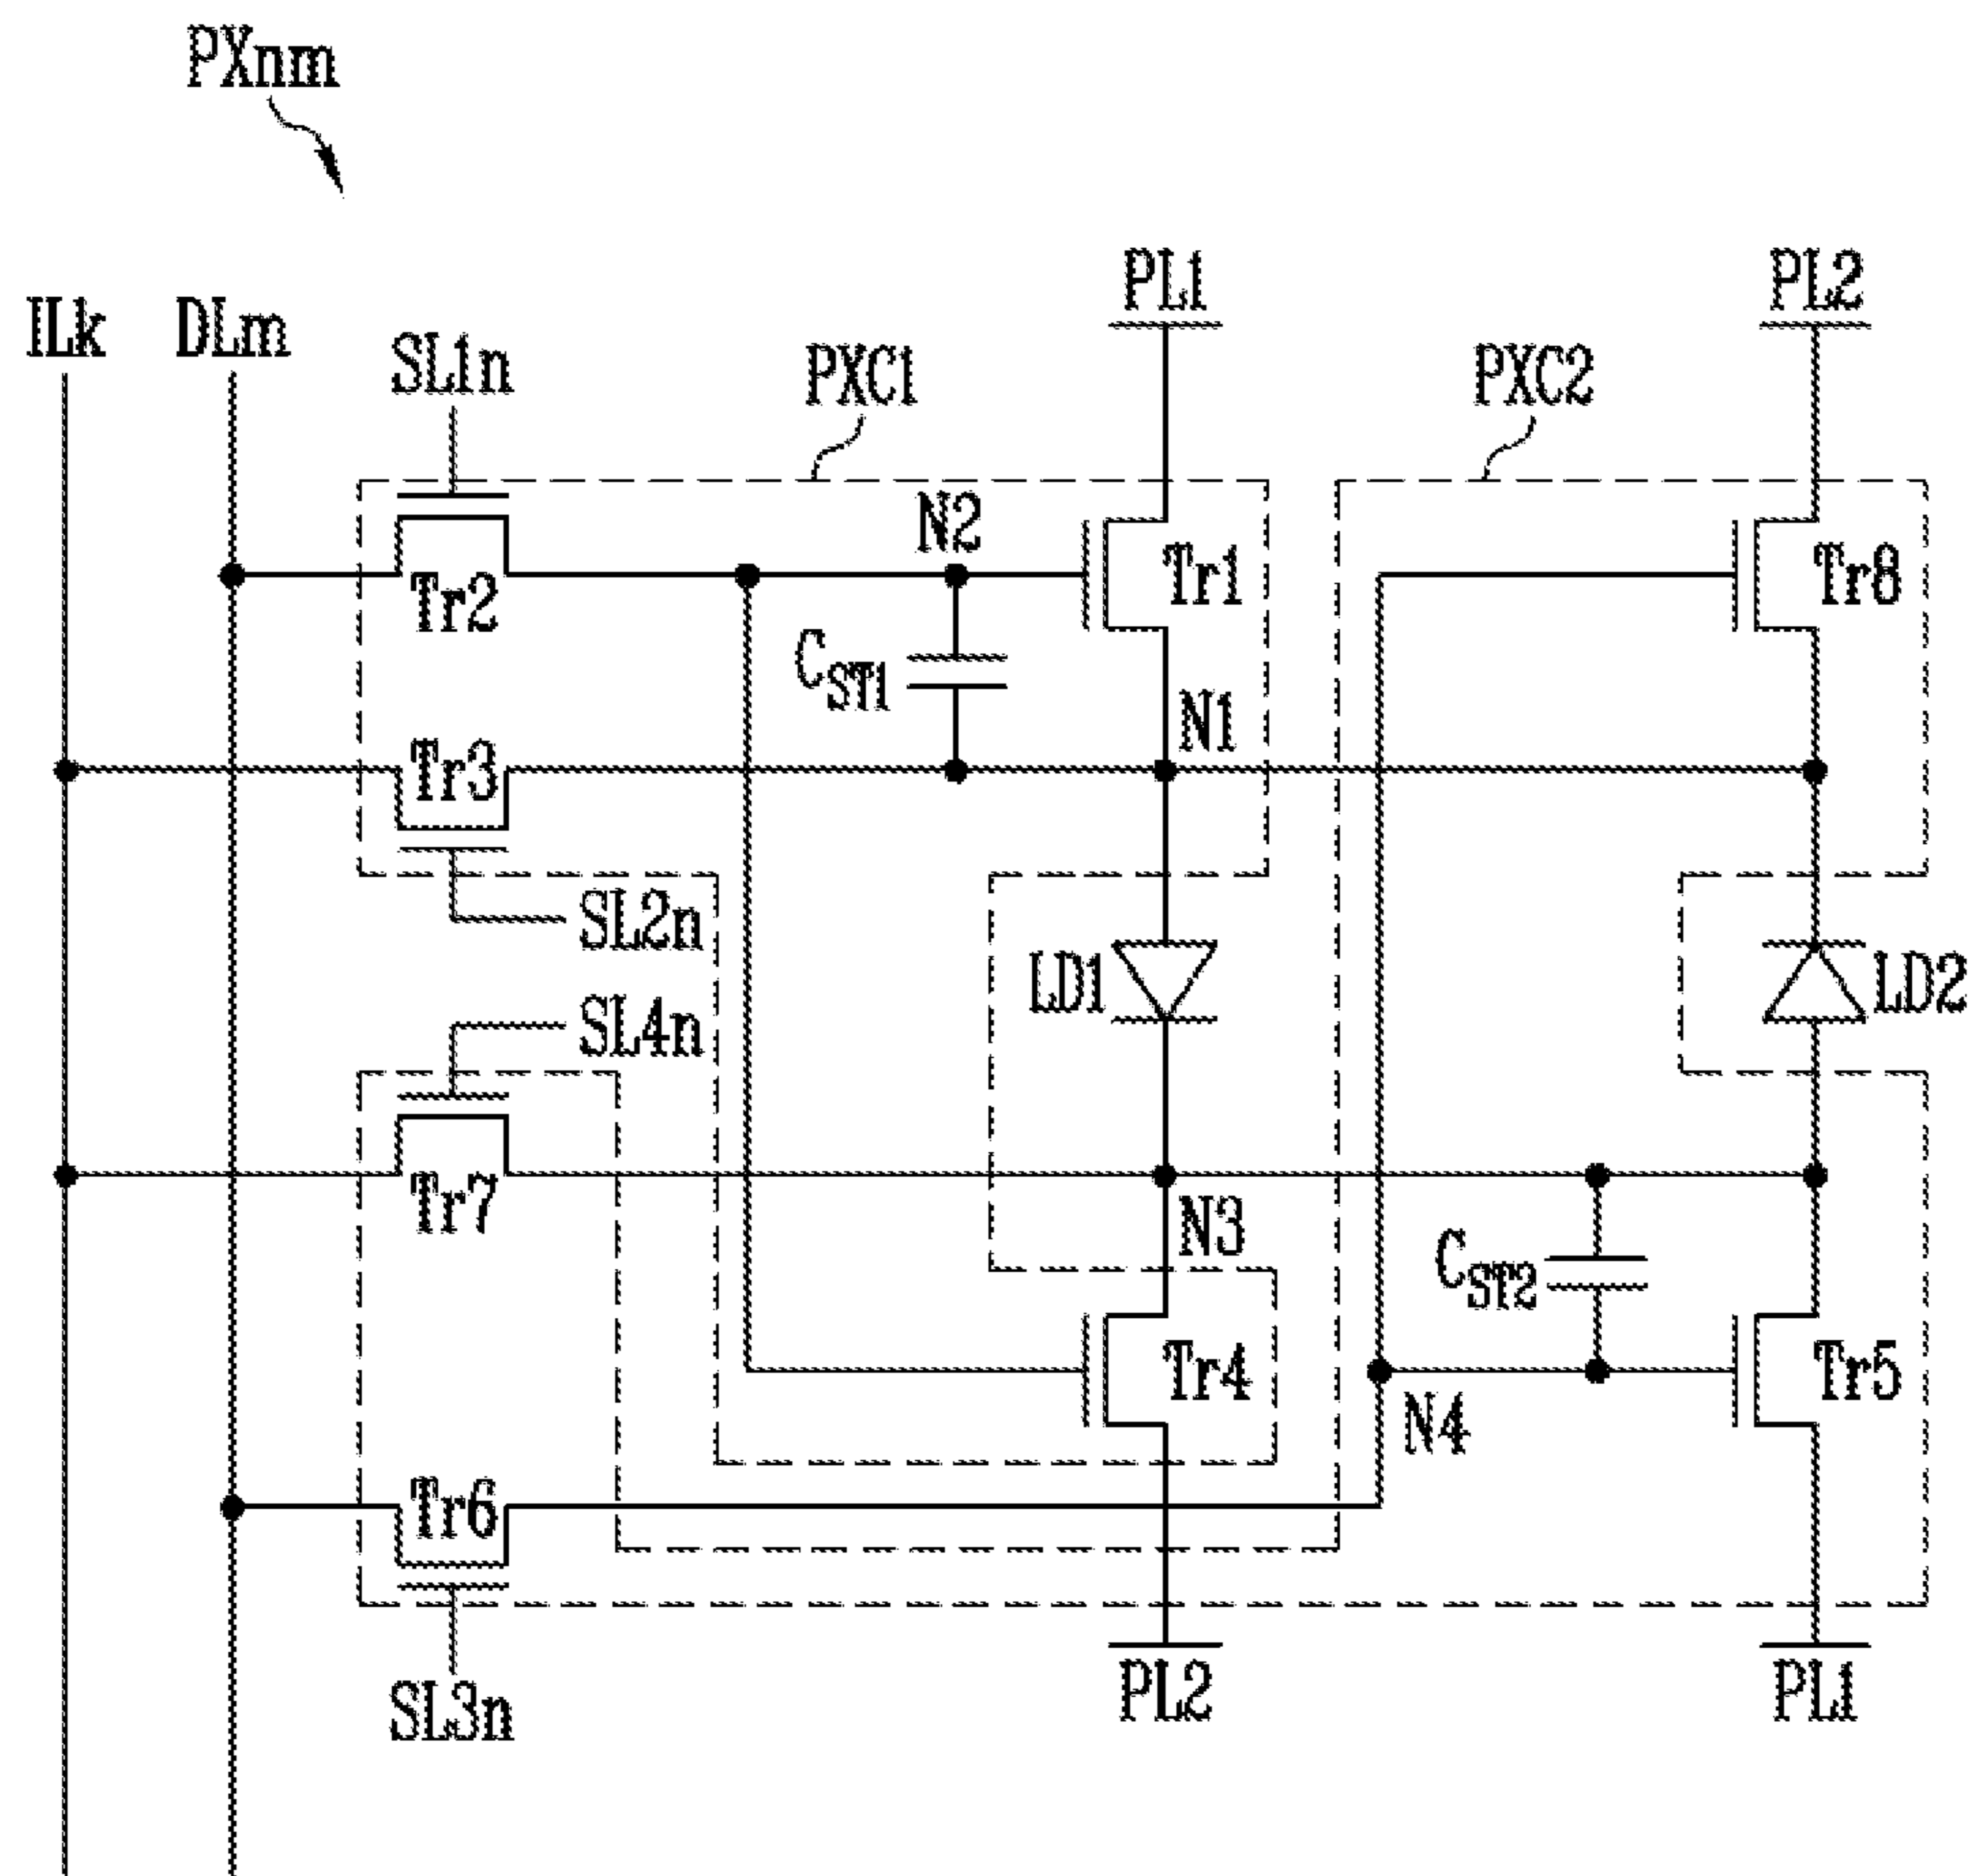 PXnm
PL1
PL2
ILk
DLm
SL1n
PXC1
PXC2
N2
Tr1
Tr8
Tr2
CST1
N1
Tr3
SL2n
LD1
LD2
SL4n
Tr7
N3
CST2
Tr4
Tr5
N4
Tr6
SL3n
PL2
PL1